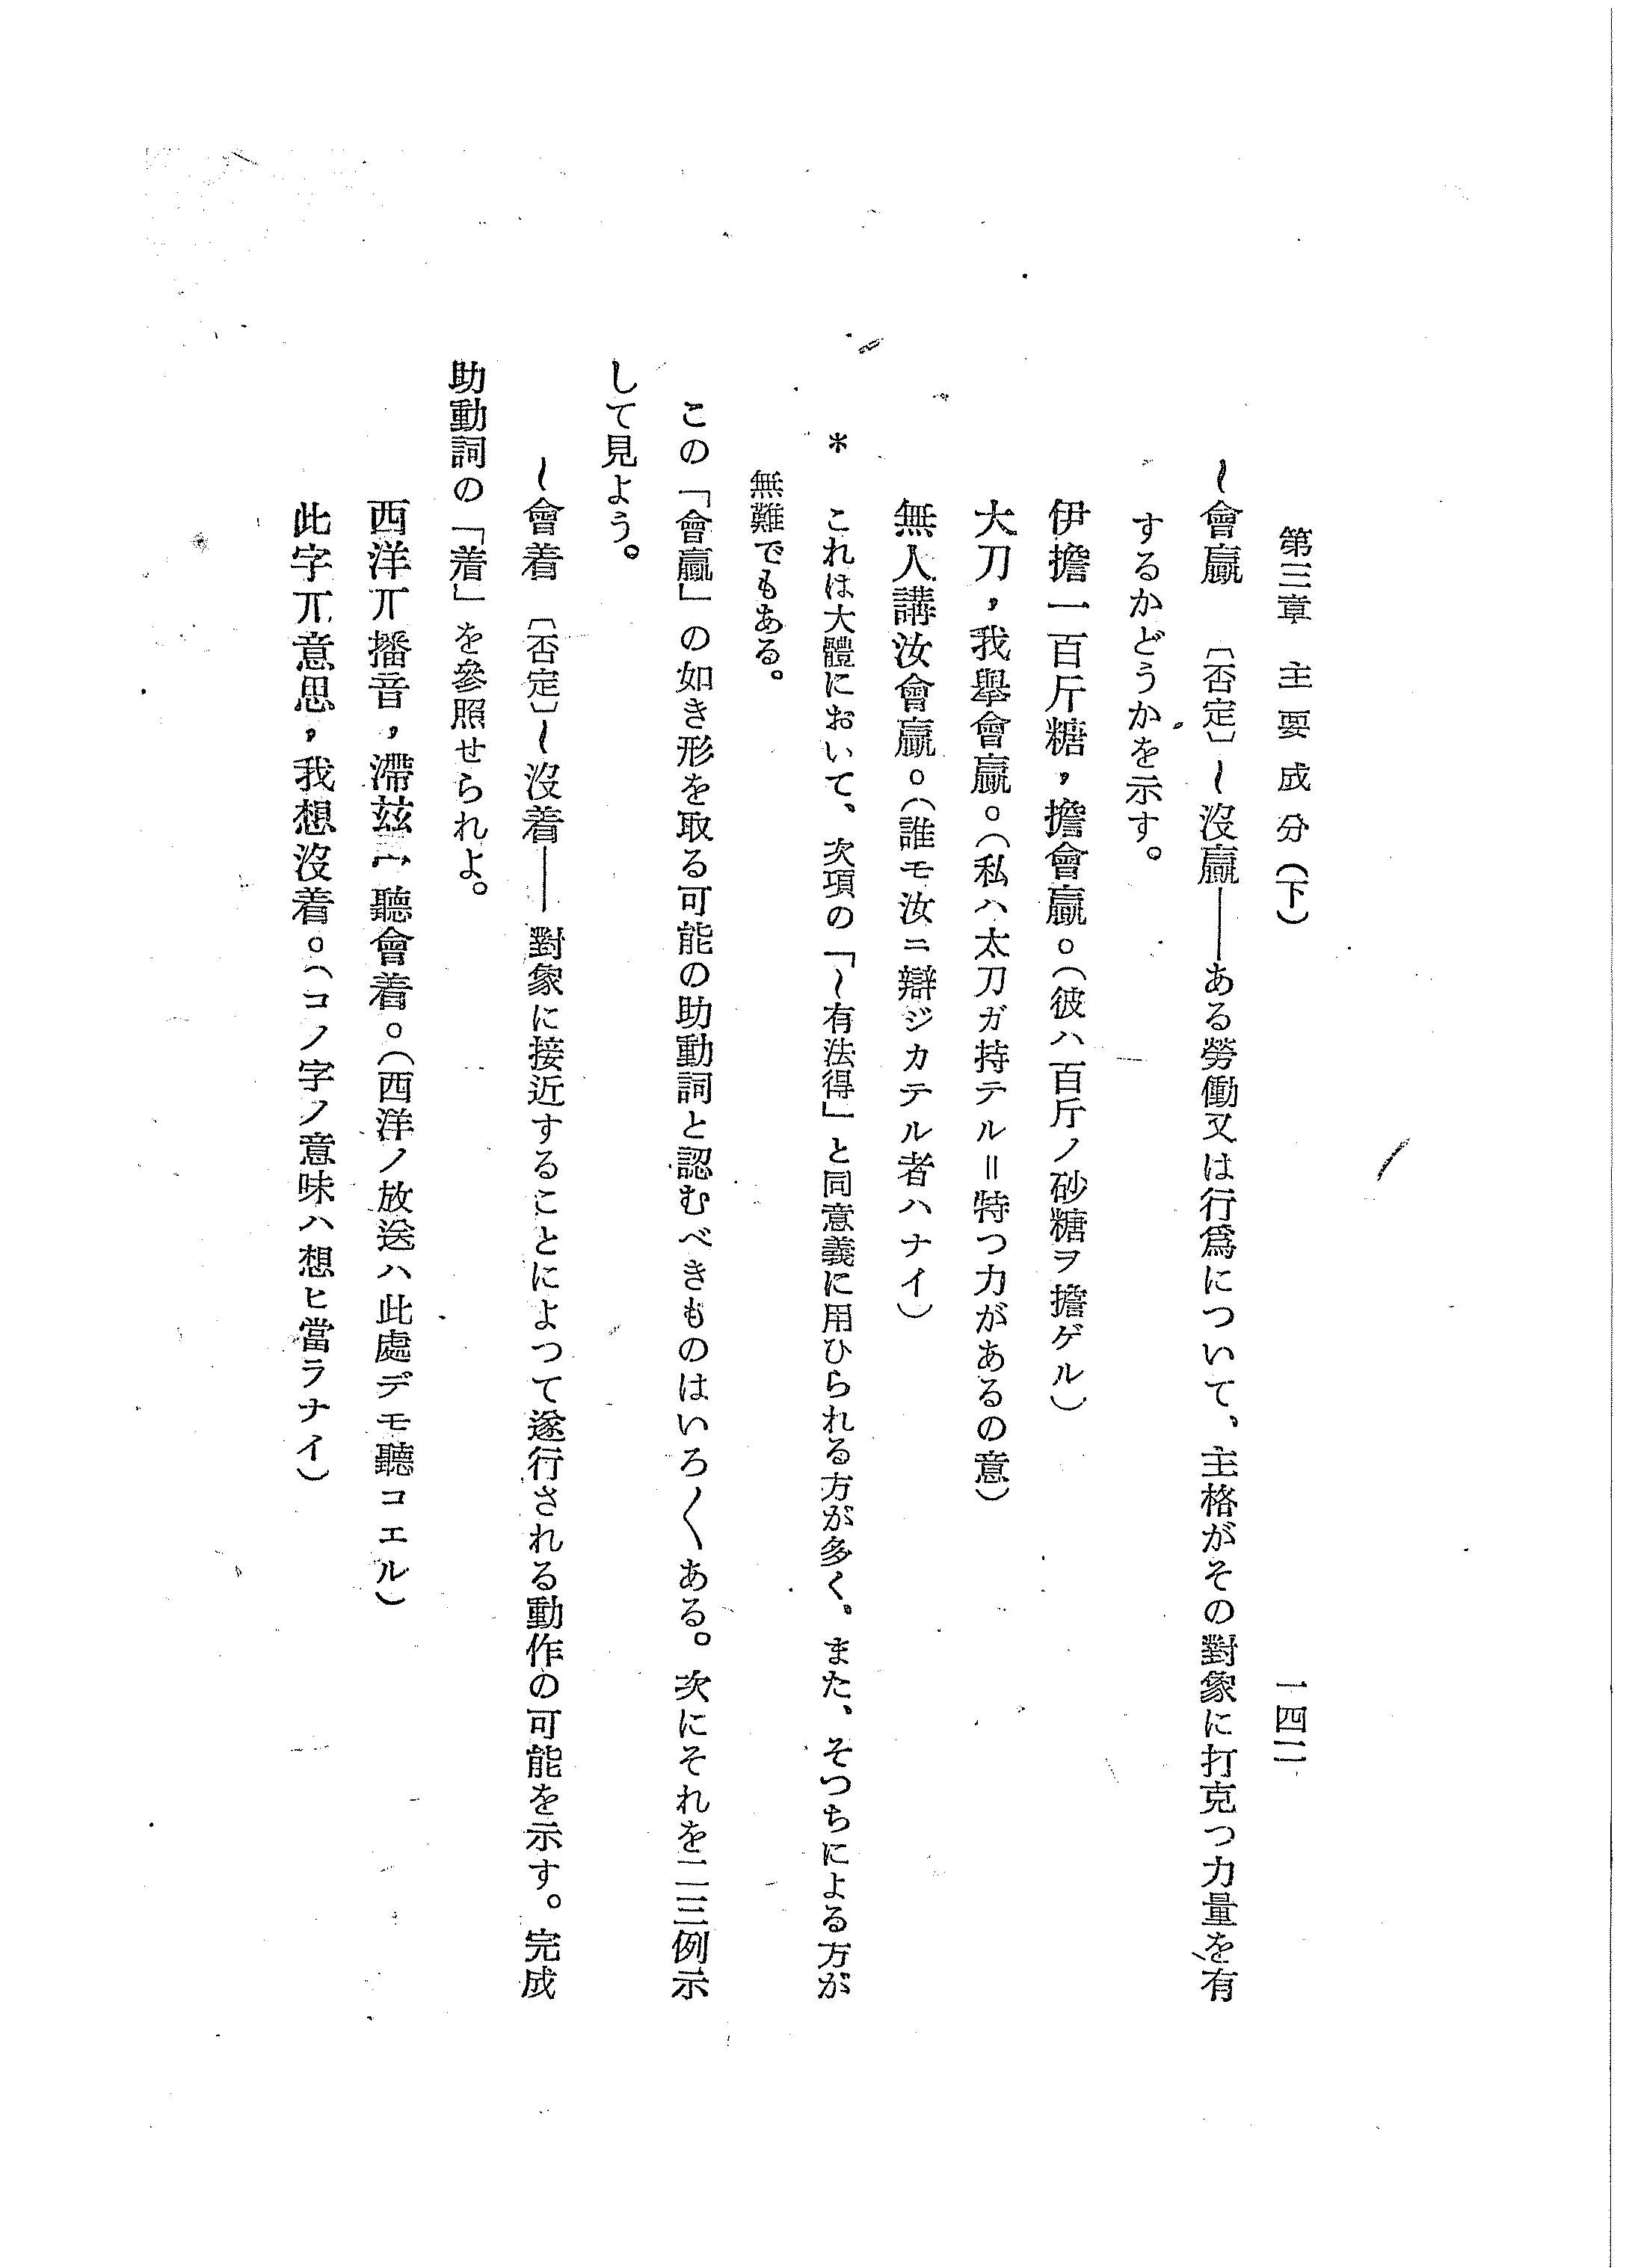 第三章　主要成分(下)
一四二
～會贏　〔否定〕～沒贏――ある勞働又は行爲について、主格がその對象に打克つ力量を有
するかどうかを示す。
伊擔一百斤糖，擔會贏。(彼ハ百斤ノ砂糖ヲ擔ゲル)
大刀，我擧會贏。(私ハ太刀ガ持テル＝持つ力があるの意)
無人講汝會贏。(誰モ汝ニ辯ジカテル者ハナイ)
＊　これは大體において、次項の「～有法得」と同意義に用ひられる方が多く。また、そつちによる方が
無難でもある。
この「會贏」の如き形を取る可能の助動詞と認むべきものはいろ〱ある。次にそれを二三例示
して見よう。
～會着　〔否定〕～沒着――對象に接近することによつて遂行される動作の可能を示す。完成
助動詞の「着」を參照せられよ。
西洋丌播音，滯茲宀聽會着。(西洋ノ放送ハ此處デモ聽コエル)
此字丌意思，我想沒着。(コノ字ノ意味ハ想ヒ當ラナイ)